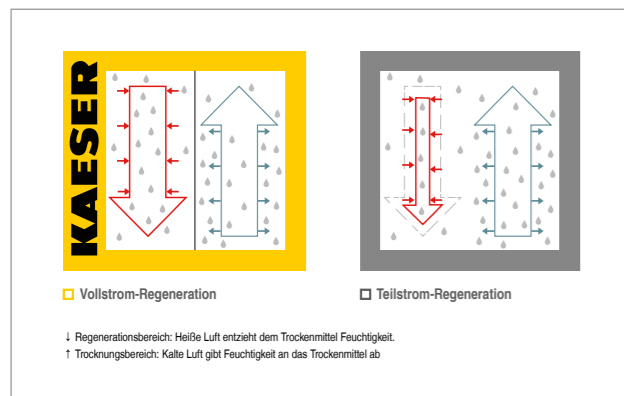 KAESER
Vollstrom-Regeneration
Teilstrom-Regeneration
↓ Regenerationsbereich: Heiße Luft entzieht dem Trockenmittel Feuchtigkeit.
↑ Trocknungsbereich: Kalte Luft gibt Feuchtigkeit an das Trockenmittel ab